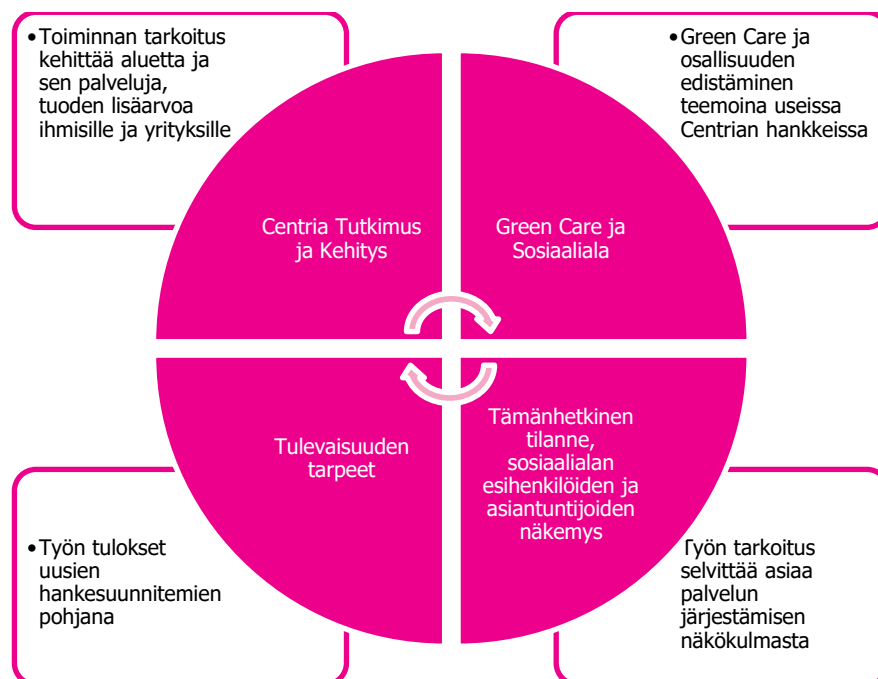 •Toiminnan tarkoitus
kehittää aluetta ja
sen palveluja,
tuoden lisäarvoa
ihmisille ja yrityksille
•Green Care ja
osallisuuden
edistäminen
teemoina useissa
Centrian hankkeissa
Centria Tutkimus
ja Kehitys
Green Care ja
Sosiaaliala
Tulevaisuuden
tarpeet
Tämänhetkinen
tilanne,
sosiaalialan
esihenkilöiden ja
asiantuntijoiden
näkemys
•Työn tulokset
uusien
hankesuunnitemien
pohjana
Työn tarkoitus
selvittää asiaa
palvelun
järjestämisen
näkökulmasta